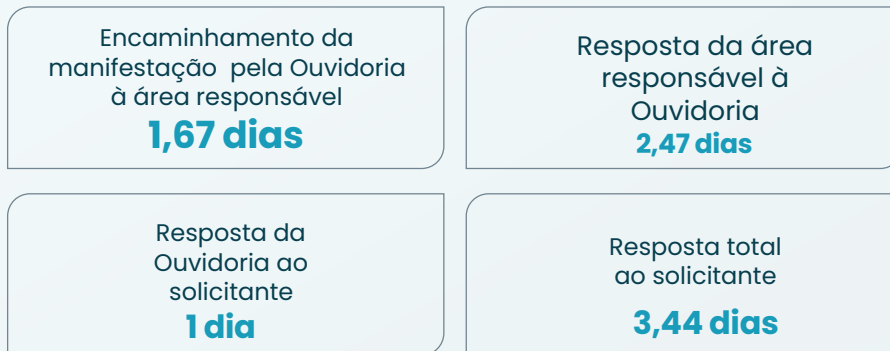 Encaminhamento da
manifestação pela Ouvidoria
à área responsável
1,67 dias
Resposta da área
responsável à
Ouvidoria
2,47 dias
Resposta da
Ouvidoria ao
solicitante
1 dia
Resposta total
ao solicitante
3,44 dias